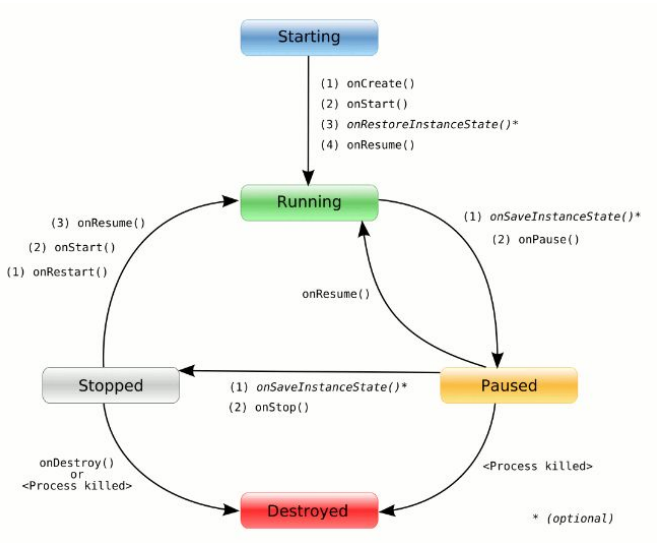 Starting
(1) onCreate()
(2) onStart()
(3) onRestoreInstanceState()*
(4) onResume()
Running
(3) onResume()
(2) onStart()
(1) onRestart()
(1) onSaveInstanceState()*
(2) onPause()
onResume()
Stopped
(1) onSaveInstanceState()*
(2) onStop()
Paused
onDestroy()
or
<Process killed>
<Process killed>
Destroyed
* (optional)